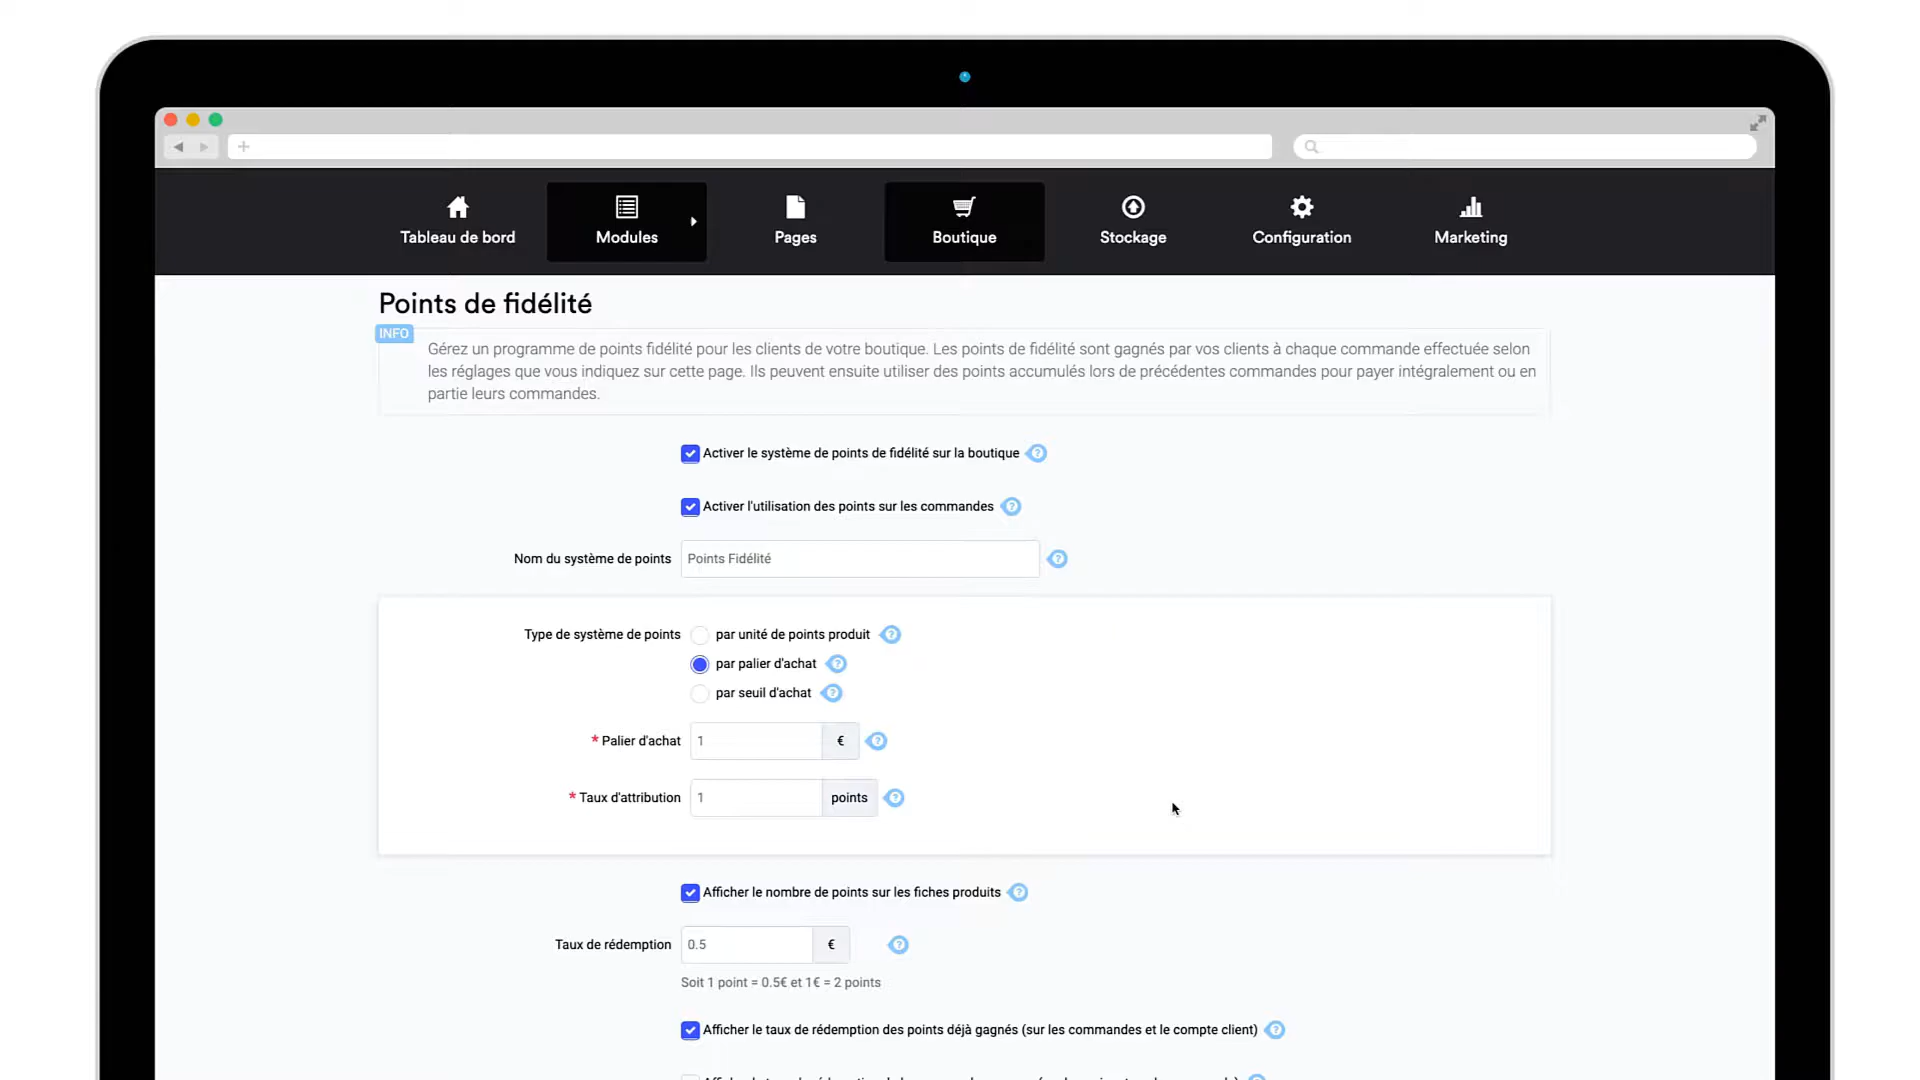 Tableau de bord
Modules
Pages
Boutique
Stockage
Configuration
Marketing
Points de fidélité
INFO
Gérez un programme de points fidélité pour les clients de votre boutique. Les points de fidélité sont gagnés par vos clients à chaque commande effectuée selon
les réglages que vous indiquez sur cette page. Ils peuvent ensuite utiliser des points accumulés lors de précédentes commandes pour payer intégralement ou en
partie leurs commandes.
Activer le système de points de fidélité sur la boutique ?
Activer l'utilisation des points sur les commandes ?
Nom du système de points Points Fidélité ?
Type de système de points par unité de points produit ?
par palier d'achat ?
par seuil d'achat ?
* Palier d'achat 1 € ?
* Taux d'attribution 1 points ?
Afficher le nombre de points sur les fiches produits ?
Taux de rédemption 0.5 € ?
Soit 1 point = 0.5€ et 1€ = 2 points
Afficher le taux de rédemption des points déjà gagnés (sur les commandes et le compte client) ?